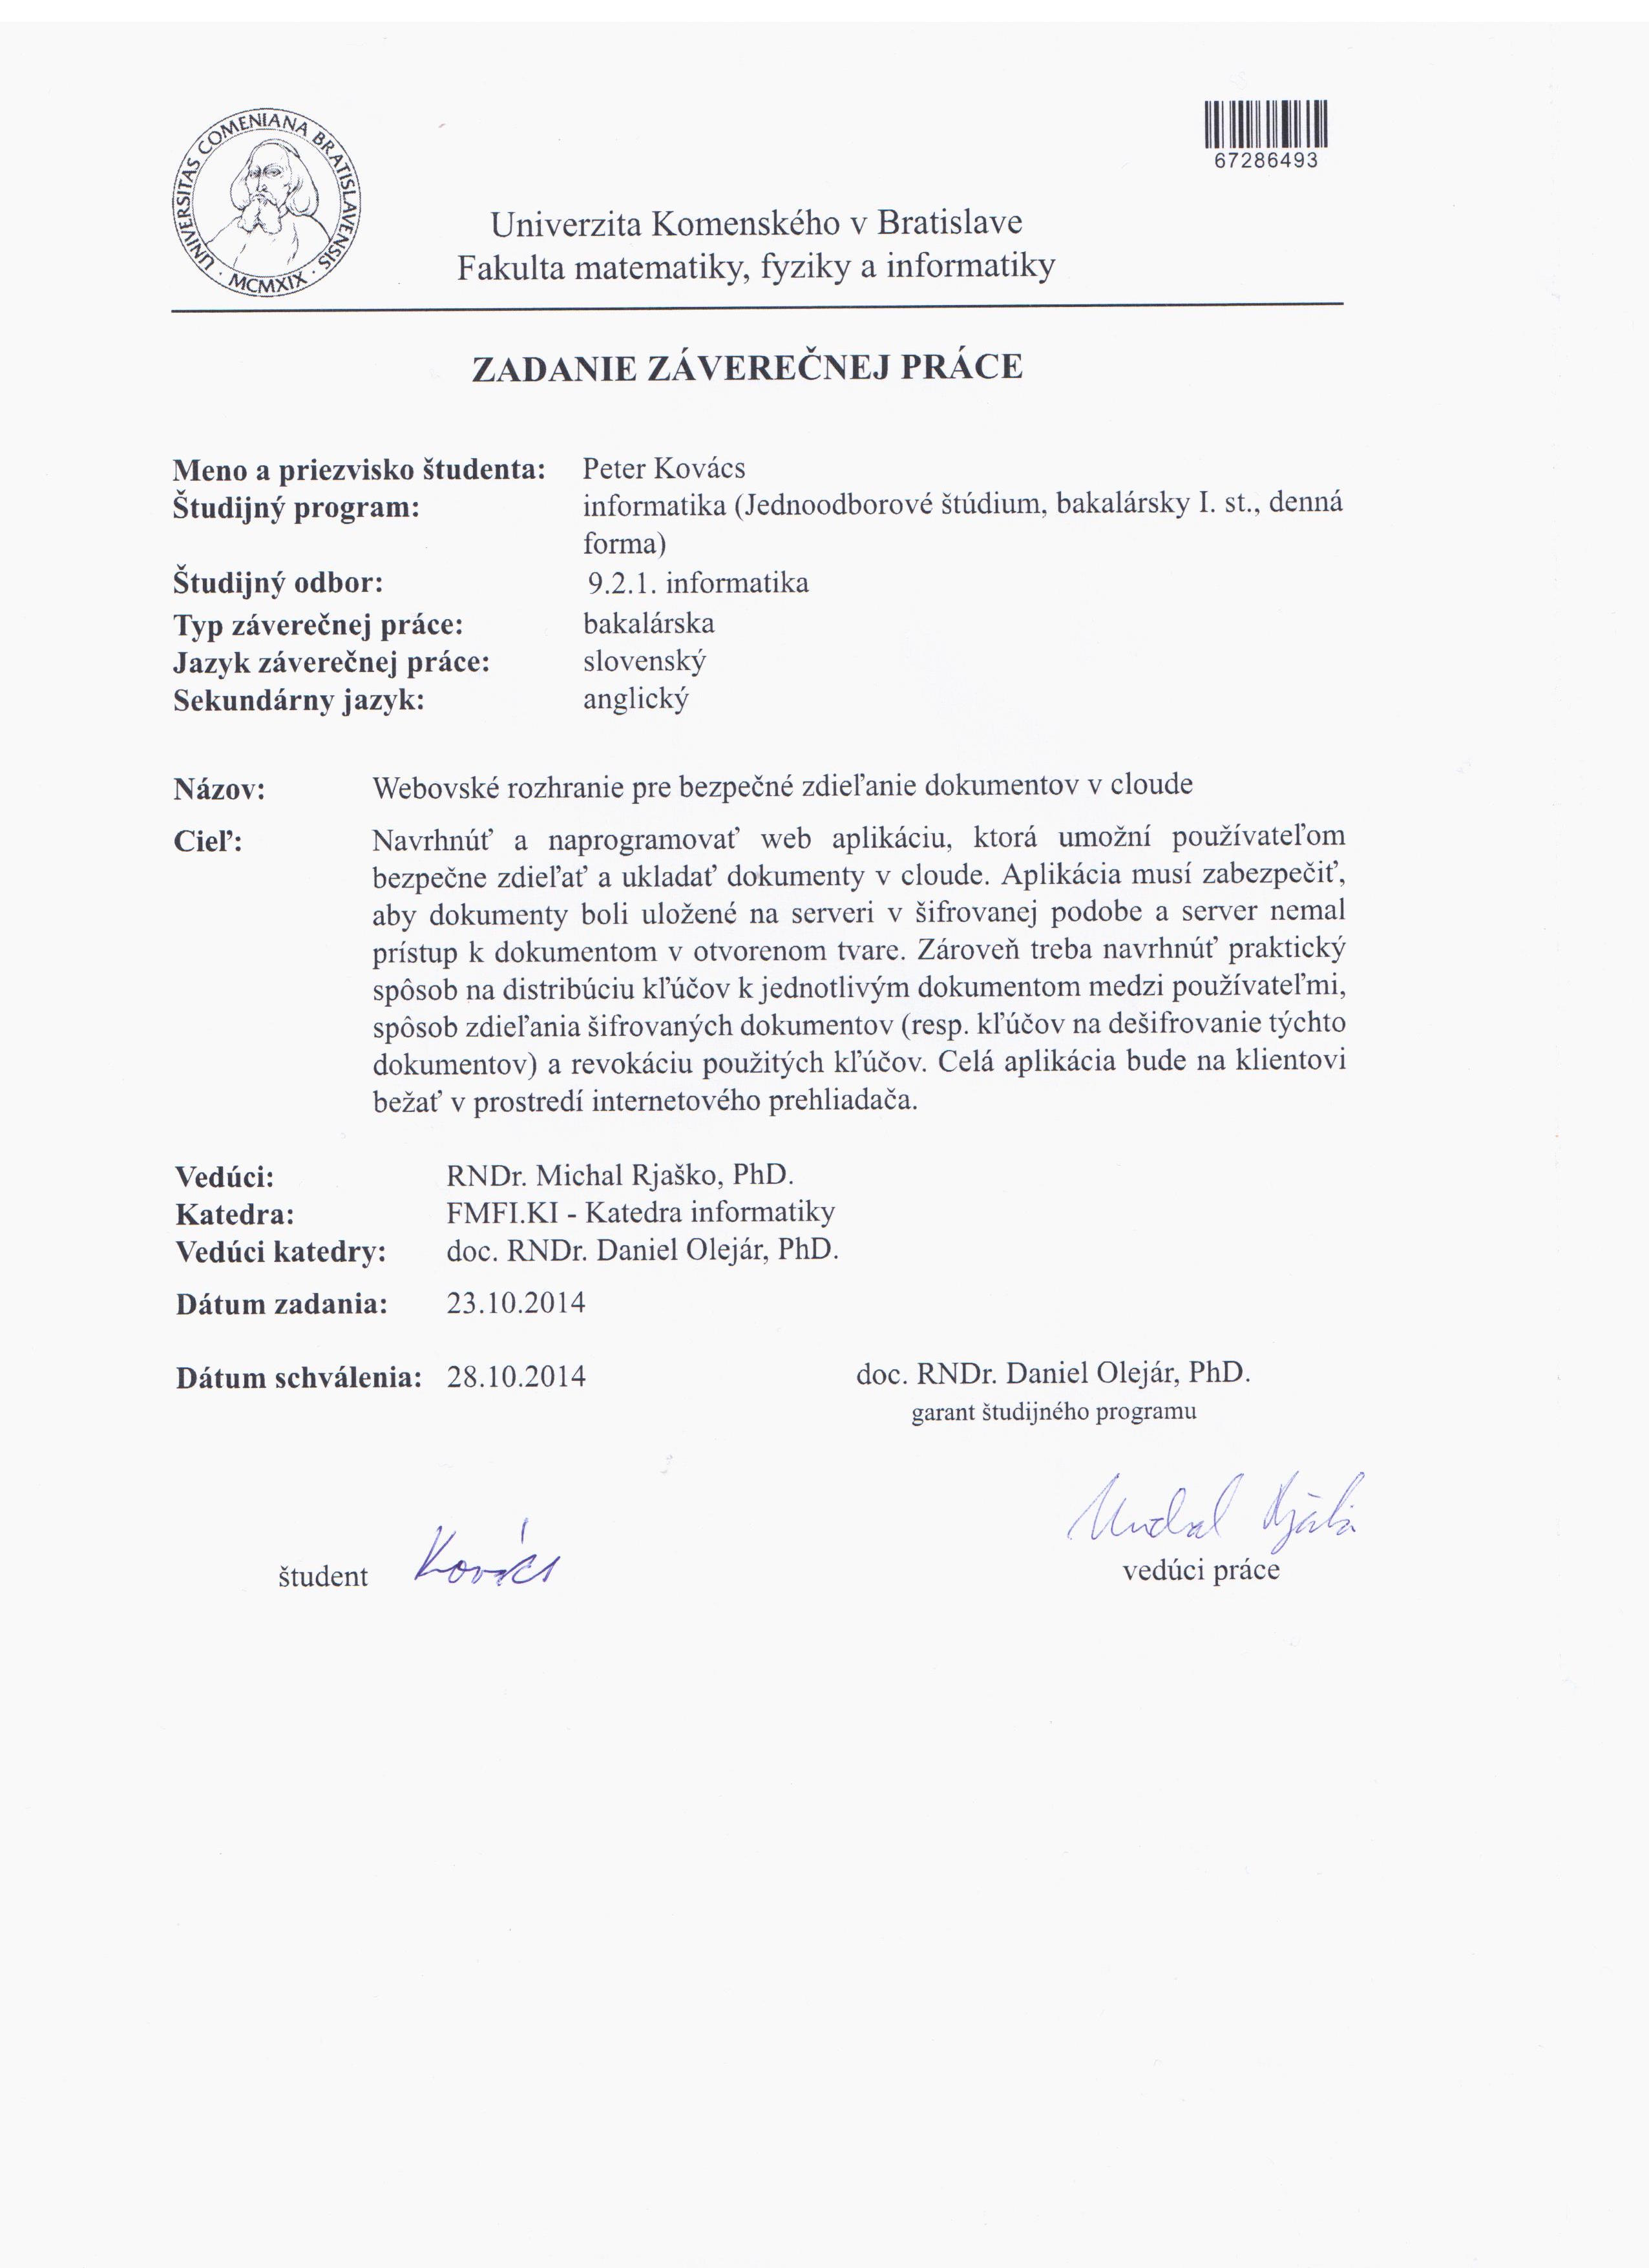 UNIVERSITAS COMENIANA BRATISLAVENSIS
· MCMXIX ·
67286493
Univerzita Komenského v Bratislave
Fakulta matematiky, fyziky a informatiky
ZADANIE ZÁVEREČNEJ PRÁCE
Meno a priezvisko študenta: Peter Kovács
Študijný program: informatika (Jednoodborové štúdium, bakalársky I. st., denná
forma)
Študijný odbor: 9.2.1. informatika
Typ záverečnej práce: bakalárska
Jazyk záverečnej práce: slovenský
Sekundárny jazyk: anglický
Názov: Webovské rozhranie pre bezpečné zdieľanie dokumentov v cloude
Cieľ: Navrhnúť a naprogramovať web aplikáciu, ktorá umožní používateľom
bezpečne zdieľať a ukladať dokumenty v cloude. Aplikácia musí zabezpečiť,
aby dokumenty boli uložené na serveri v šifrovanej podobe a server nemal
prístup k dokumentom v otvorenom tvare. Zároveň treba navrhnúť praktický
spôsob na distribúciu kľúčov k jednotlivým dokumentom medzi používateľmi,
spôsob zdieľania šifrovaných dokumentov (resp. kľúčov na dešifrovanie týchto
dokumentov) a revokáciu použitých kľúčov. Celá aplikácia bude na klientovi
bežať v prostredí internetového prehliadača.
Vedúci: RNDr. Michal Rjaško, PhD.
Katedra: FMFI.KI - Katedra informatiky
Vedúci katedry: doc. RNDr. Daniel Olejár, PhD.
Dátum zadania: 23.10.2014
Dátum schválenia: 28.10.2014 doc. RNDr. Daniel Olejár, PhD.
garant študijného programu
Michal Rjaško
študent Kovács
vedúci práce